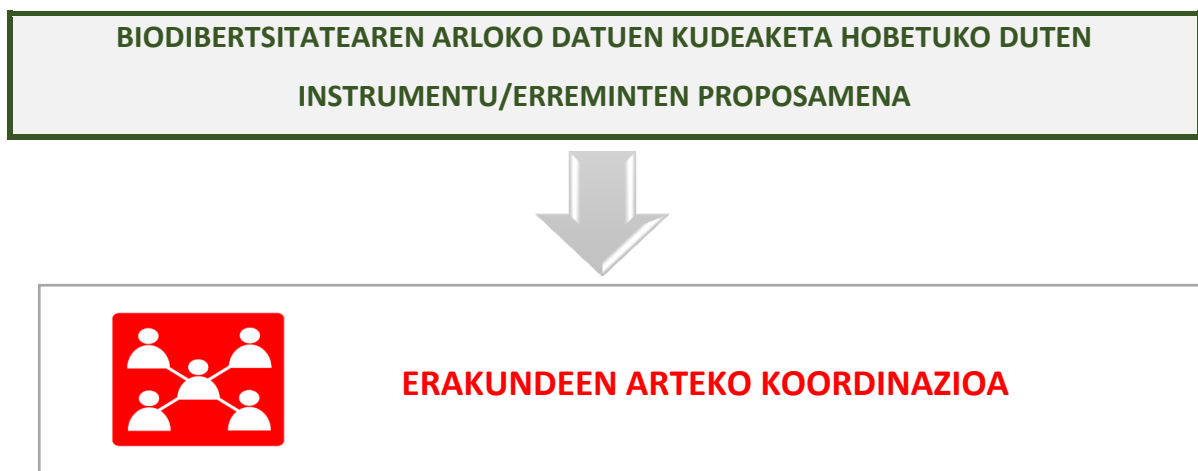 BIODIBERTSITATEAREN ARLOKO DATUEN KUDEAKETA HOBETUKO DUTEN
INSTRUMENTU/ERREMINTEN PROPOSAMENA
ERAKUNDEEN ARTEKO KOORDINAZIOA